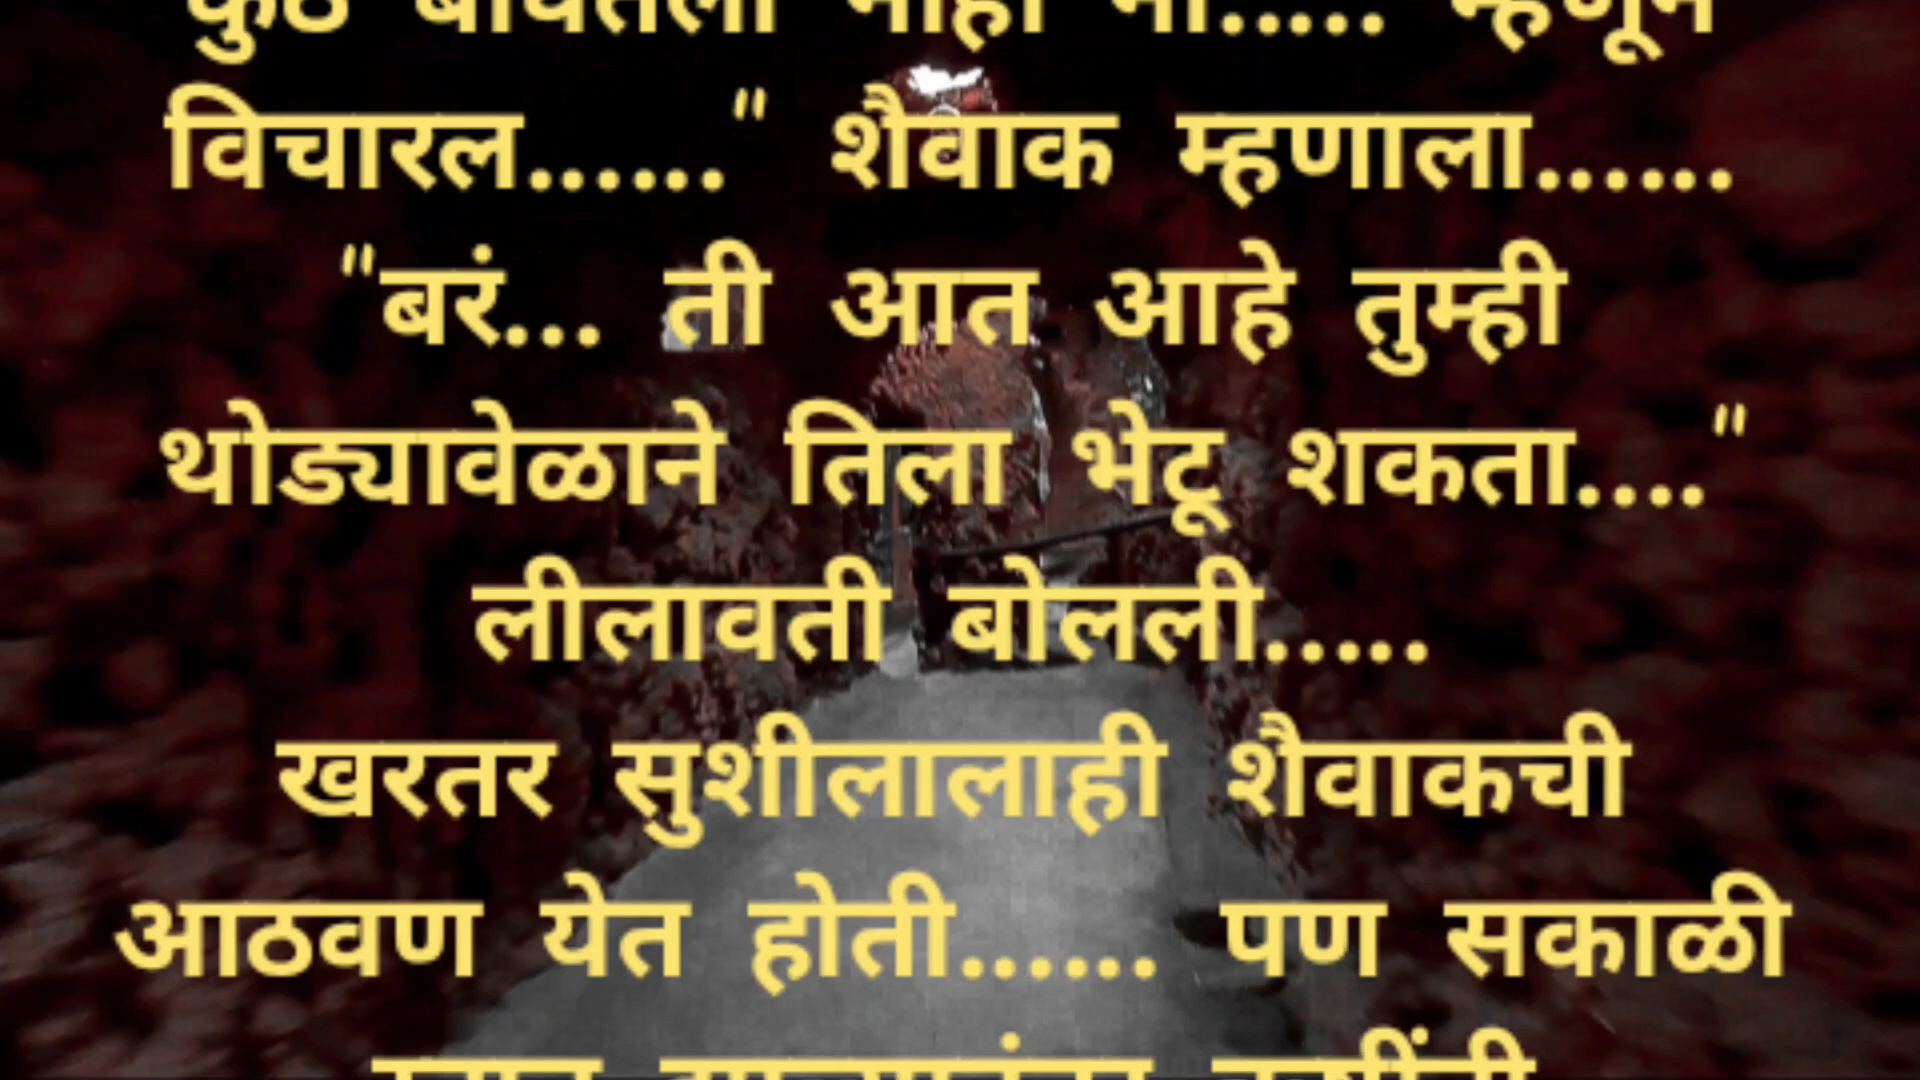 विचारल......" शैवाक म्हणाला......
"बरं... ती आत आहे तुम्ही
थोड्यावेळाने तिला भेटू शकता...."
लीलावती बोलली.....
खरतर सुशीलालाही शैवाकची
आठवण येत होती...... पण सकाळी